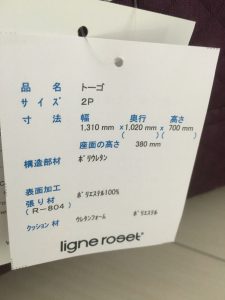 品 名 トーゴ
サイズ 2P
寸 法 幅 奥行 高さ
1,310 mm ×1,020 mm × 700 mm
( ) ( )
座面の高さ 380 mm
構造部材 ポリウレタン
表面加工
張り材 ポリエステル100%
(R-804)
クッション材 ウレタンフォーム ポリエステル
ligne roset®